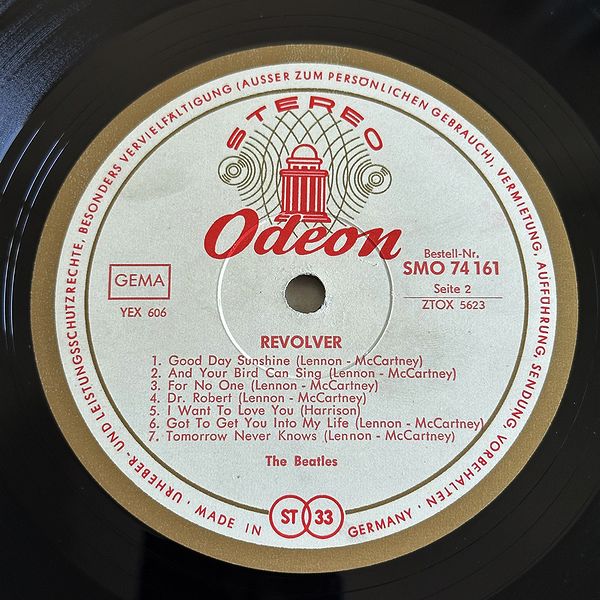 URHEBER- UND LEISTUNGSSCHUTZRECHTE, BESONDERS VERVIELFÄLTIGUNG (AUSSER ZUM PERSÖNLICHEN GEBRAUCH), VERMIETUNG, AUFFÜHRUNG, SENDUNG VORBEHALTEN ·
STEREO
Odeon
GEMA
YEX 606
Bestell-Nr.
SMO 74 161
Seite 2
ZTOX 5623
REVOLVER
1. Good Day Sunshine (Lennon - McCartney)
2. And Your Bird Can Sing (Lennon - McCartney)
3. For No One (Lennon - McCartney)
4. Dr. Robert (Lennon - McCartney)
5. I Want To Love You (Harrison)
6. Got To Get You Into My Life (Lennon - McCartney)
7. Tomorrow Never Knows (Lennon - McCartney)
The Beatles
MADE IN GERMANY ·
ST 33